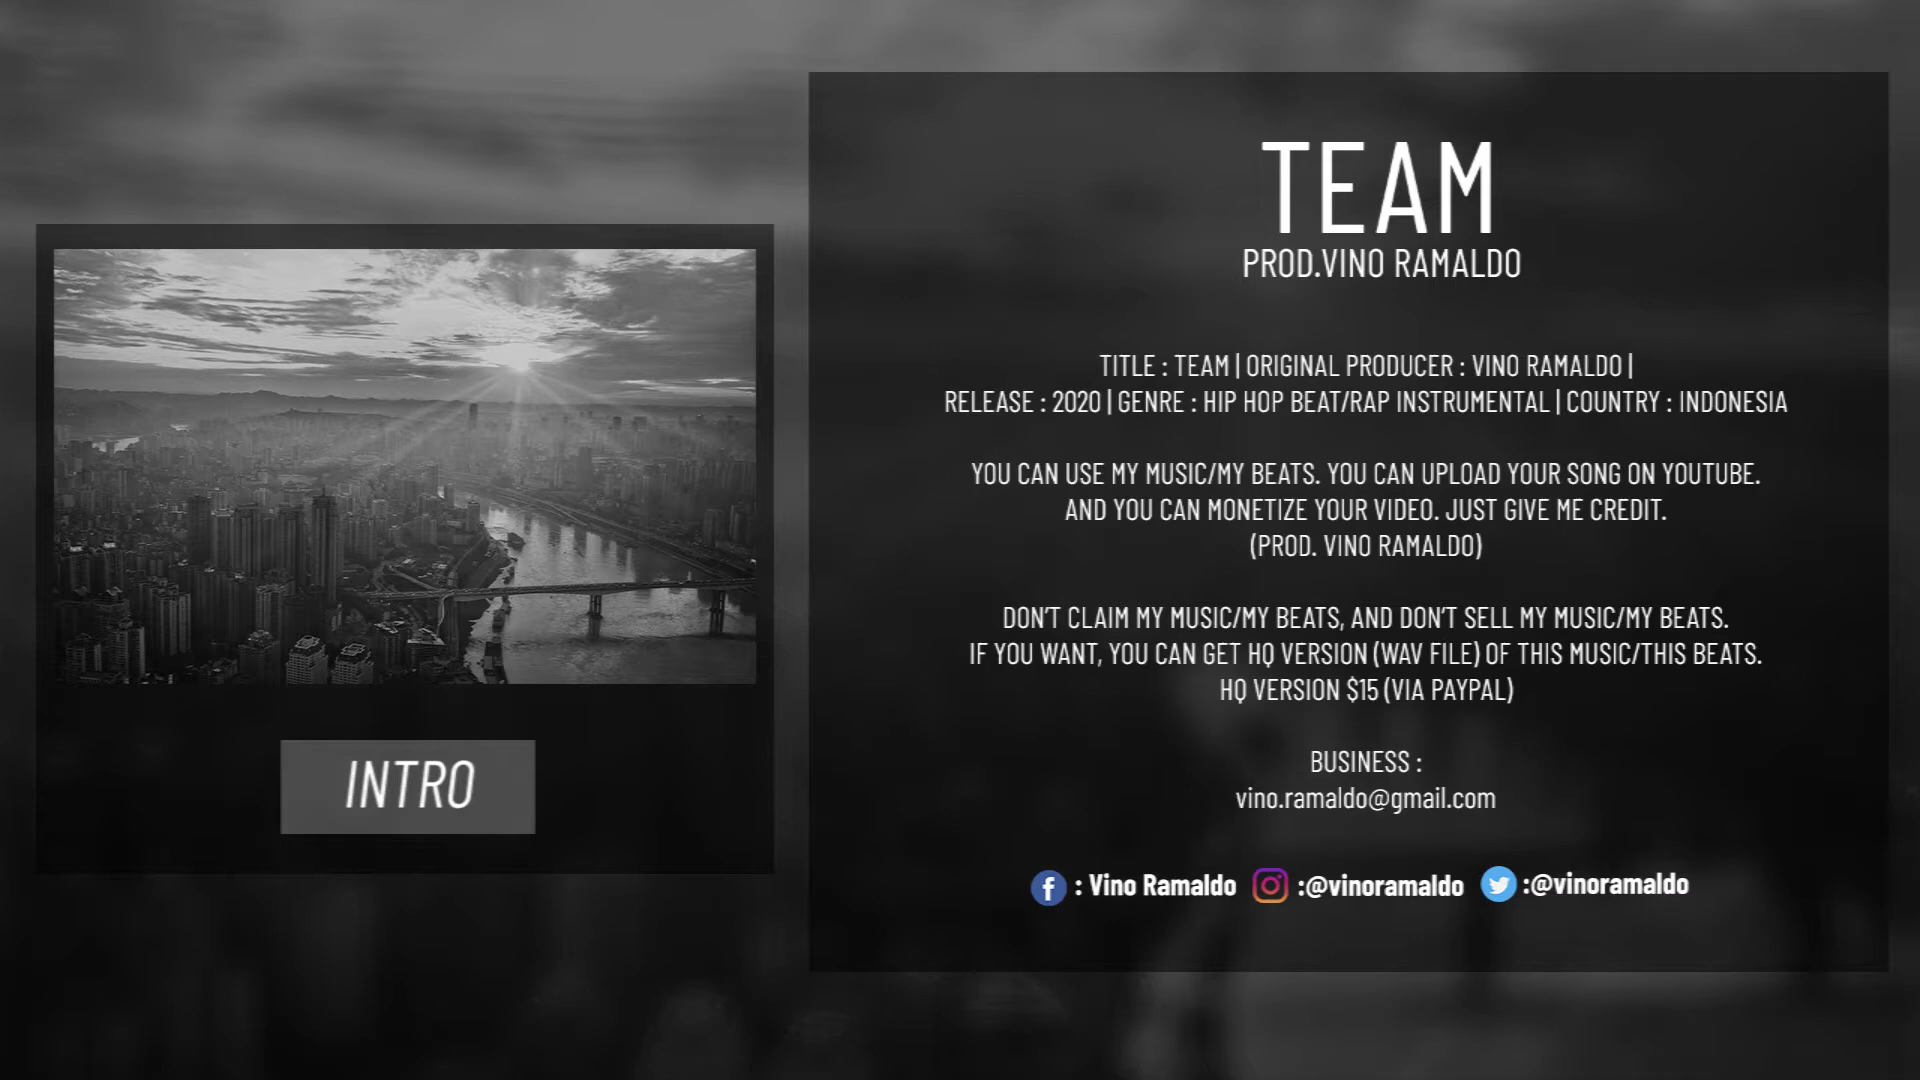 TEAM
PROD.VINO RAMALDO
TITLE : TEAM | ORIGINAL PRODUCER : VINO RAMALDO |
RELEASE : 2020 | GENRE : HIP HOP BEAT/RAP INSTRUMENTAL | COUNTRY : INDONESIA
YOU CAN USE MY MUSIC/MY BEATS. YOU CAN UPLOAD YOUR SONG ON YOUTUBE.
AND YOU CAN MONETIZE YOUR VIDEO. JUST GIVE ME CREDIT.
(PROD. VINO RAMALDO)
DON'T CLAIM MY MUSIC/MY BEATS, AND DON'T SELL MY MUSIC/MY BEATS.
IF YOU WANT, YOU CAN GET HQ VERSION (WAV FILE) OF THIS MUSIC/THIS BEATS.
HQ VERSION $15 (VIA PAYPAL)
BUSINESS :
vino.ramaldo@gmail.com
: Vino Ramaldo :@vinoramaldo :@vinoramaldo
INTRO